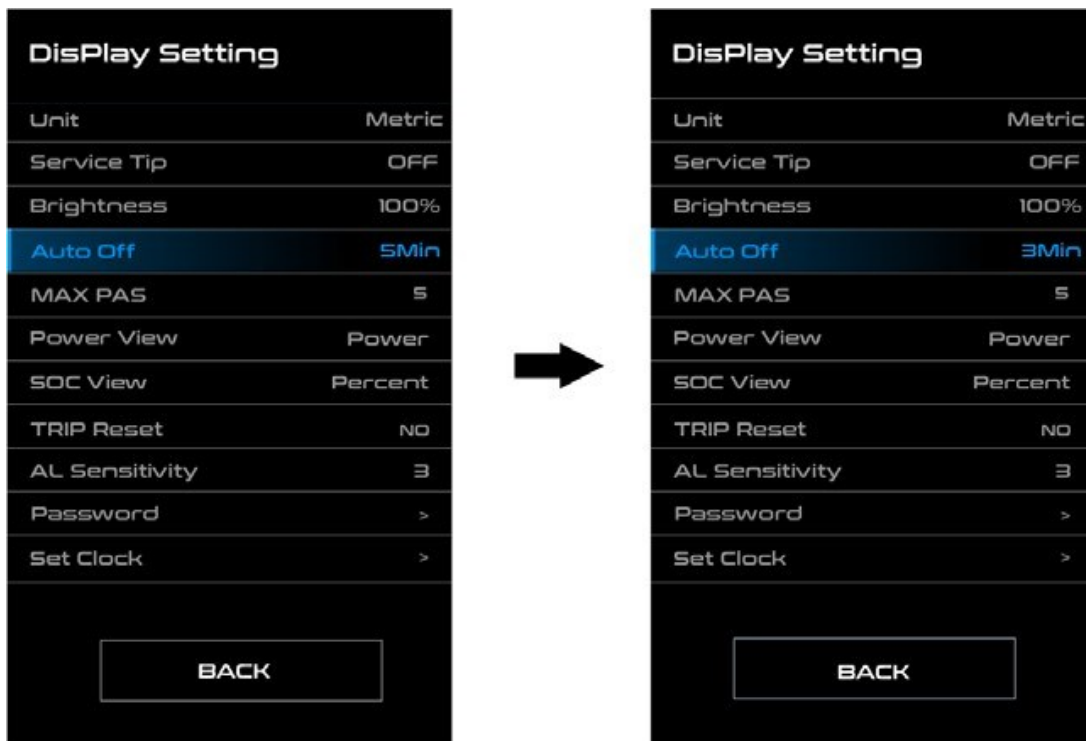 DisPlay Setting
Unit Metric
Service Tip OFF
Brightness 100%
Auto Off 5Min
MAX PAS 5
Power View Power
SOC View Percent
TRIP Reset NO
AL Sensitivity 3
Password >
Set Clock >
BACK
DisPlay Setting
Unit Metric
Service Tip OFF
Brightness 100%
Auto Off 3Min
MAX PAS 5
Power View Power
SOC View Percent
TRIP Reset NO
AL Sensitivity 3
Password >
Set Clock >
BACK